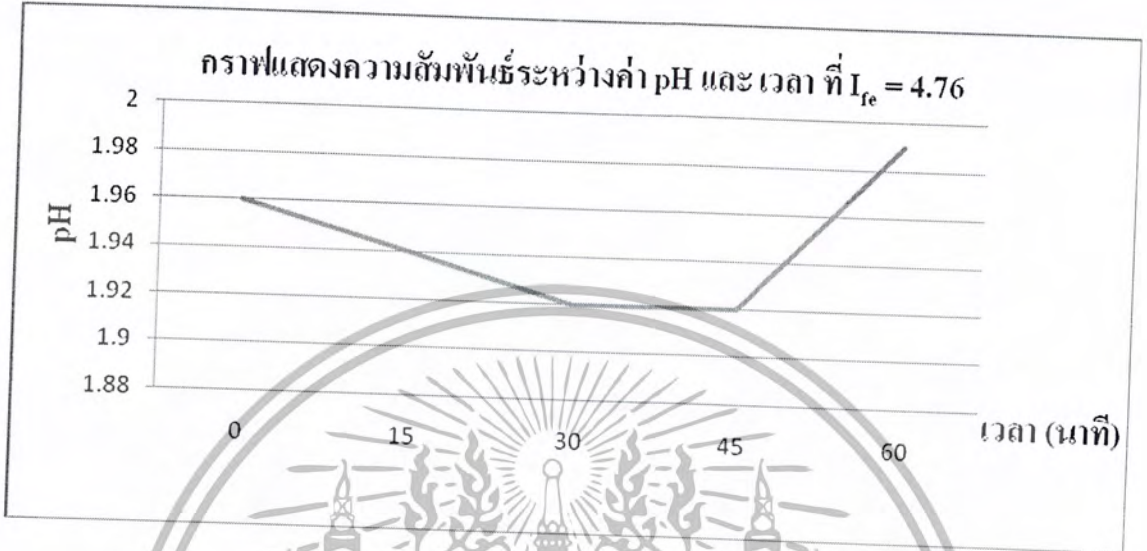 กราฟแสดงความสัมพันธ์ระหว่างค่า pH และ เวลา ที่ I_fe = 4.76
2
1.98
1.96
1.94
1.92
1.9
1.88
pH
0 15 30 45 60
เวลา (นาที)